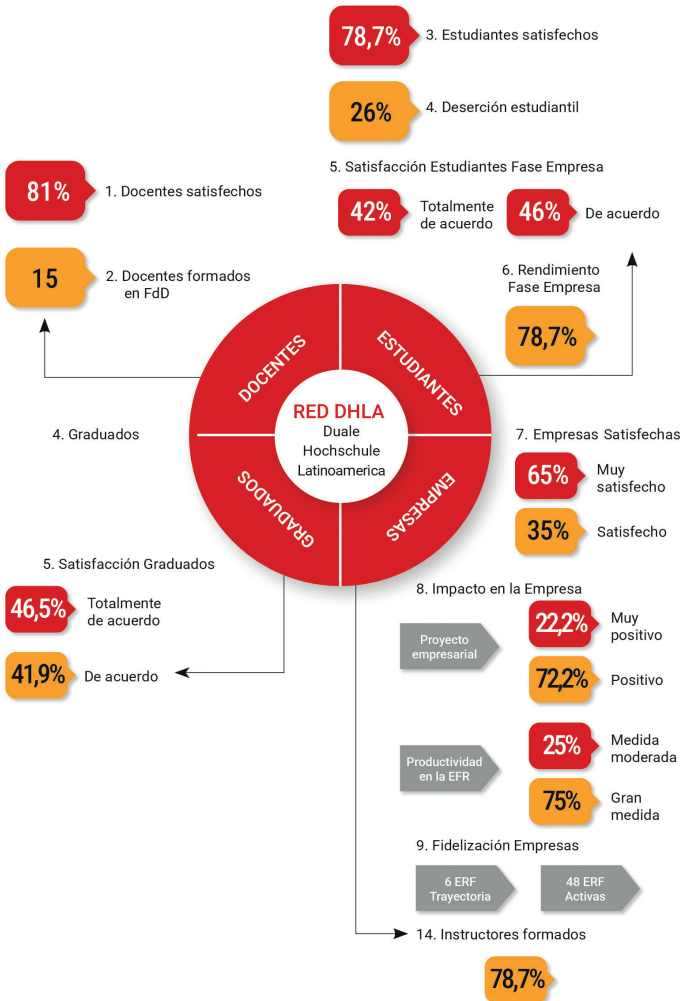 78,7%
3. Estudiantes satisfechos
26%
4. Deserción estudiantil
5. Satisfacción Estudiantes Fase Empresa
42%
Totalmente
de acuerdo
46%
De acuerdo
81%
1. Docentes satisfechos
15
2. Docentes formados
en FdD
6. Rendimiento
Fase Empresa
78,7%
DOCENTES
ESTUDIANTES
RED DHLA
Duale
Hochschule
Latinoamerica
GRADUADOS
EMPRESAS
4. Graduados
7. Empresas Satisfechas
65%
Muy
satisfecho
35%
Satisfecho
5. Satisfacción Graduados
46,5%
Totalmente
de acuerdo
41,9%
De acuerdo
8. Impacto en la Empresa
Proyecto
empresarial
22,2%
Muy
positivo
72,2%
Positivo
Productividad
en la EFR
25%
Medida
moderada
75%
Gran
medida
9. Fidelización Empresas
6 ERF
Trayectoria
48 ERF
Activas
14. Instructores formados
78,7%